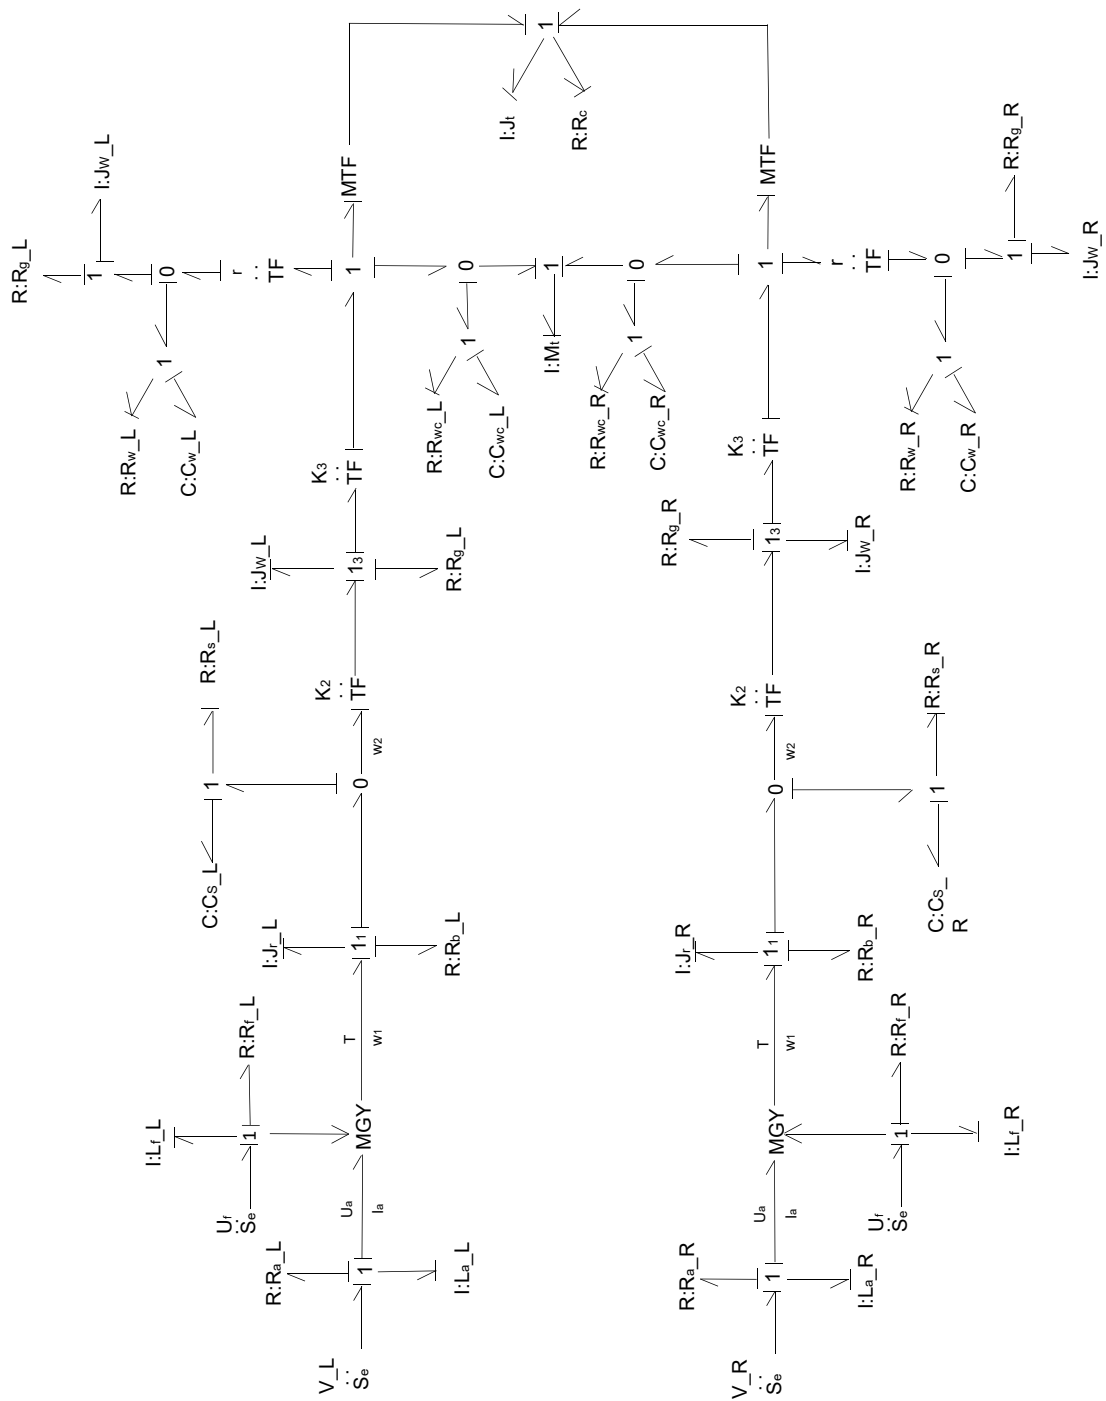 R:Rg_L
I:Jw_L
1
R:Rw_L
1
0
C:Cw_L
I:Lf_L
C:Cs_L
1
R:Rs_L
Uf
R:Rf_L
r
Se
1
:
TF
R:Ra_L
I:Jr_L
I:Jw_L
V_L
Ua
T
K2
K3
:
Se
1
MGY
11
0
TF
13
TF
1
MTF
Ia
w1
w2
I:La_L
R:Rb_L
R:Rg_L
R:Rwc_L
1
0
C:Cwc_L
I:Jt
I:Mt
1
1
R:Rc
R:Rwc_R
1
0
C:Cwc_R
R:Ra_R
I:Jr_R
R:Rg_R
V_R
Ua
T
K2
K3
:
Se
1
MGY
11
0
TF
13
TF
1
MTF
Ia
w1
w2
I:La_R
R:Rb_R
I:Jw_R
r
:
TF
Uf
Se
1
R:Rf_R
C:Cs_
R
1
R:Rs_R
R:Rw_R
1
0
C:Cw_R
1
R:Rg_R
I:Lf_R
I:Jw_R